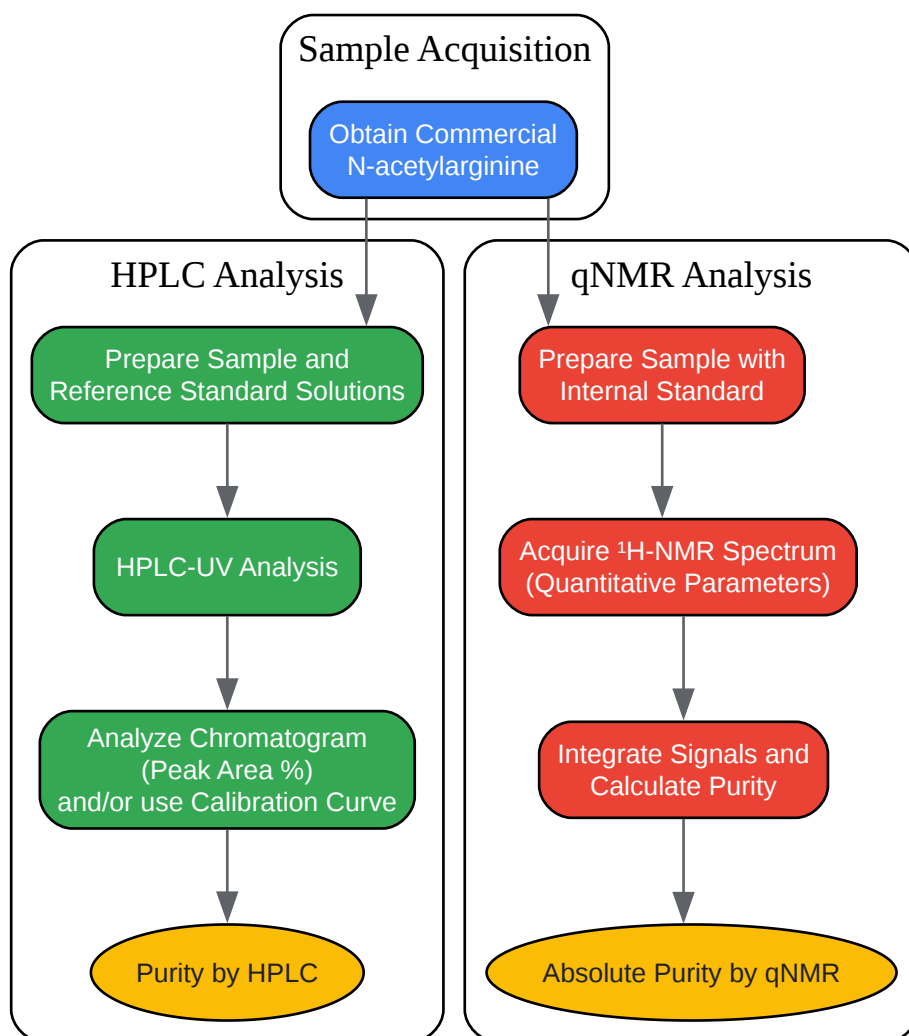 Sample Acquisition
Obtain Commercial
N-acetylarginine
HPLC Analysis
Prepare Sample and
Reference Standard Solutions
HPLC-UV Analysis
Analyze Chromatogram
(Peak Area %)
and/or use Calibration Curve
Purity by HPLC
qNMR Analysis
Prepare Sample with
Internal Standard
Acquire ¹H-NMR Spectrum
(Quantitative Parameters)
Integrate Signals and
Calculate Purity
Absolute Purity by qNMR